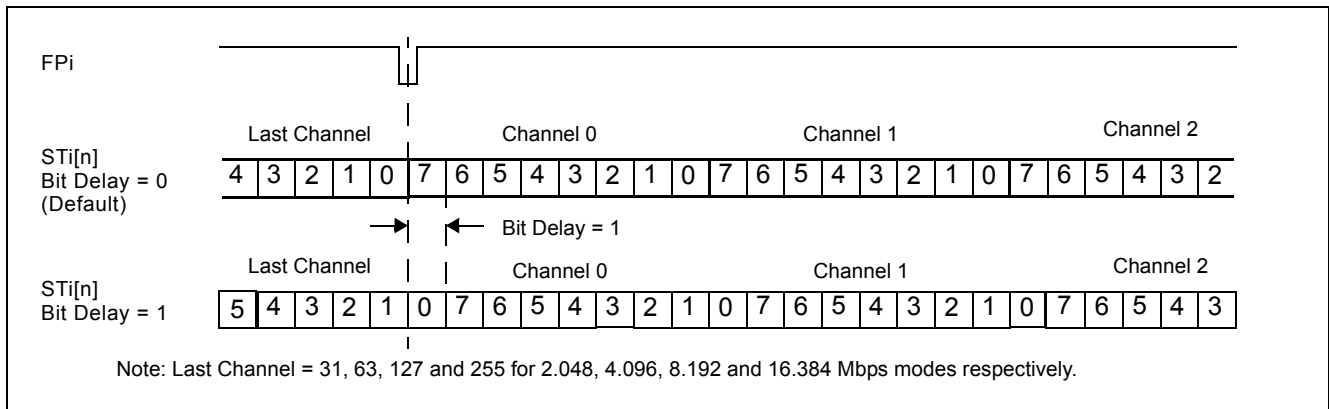 FPi
Last Channel Channel 0 Channel 1 Channel 2
STi[n]
Bit Delay = 0
(Default)
4 3 2 1 0 7 6 5 4 3 2 1 0 7 6 5 4 3 2 1 0 7 6 5 4 3 2
Bit Delay = 1
Last Channel Channel 0 Channel 1 Channel 2
STi[n]
Bit Delay = 1
5 4 3 2 1 0 7 6 5 4 3 2 1 0 7 6 5 4 3 2 1 0 7 6 5 4 3
Note: Last Channel = 31, 63, 127 and 255 for 2.048, 4.096, 8.192 and 16.384 Mbps modes respectively.